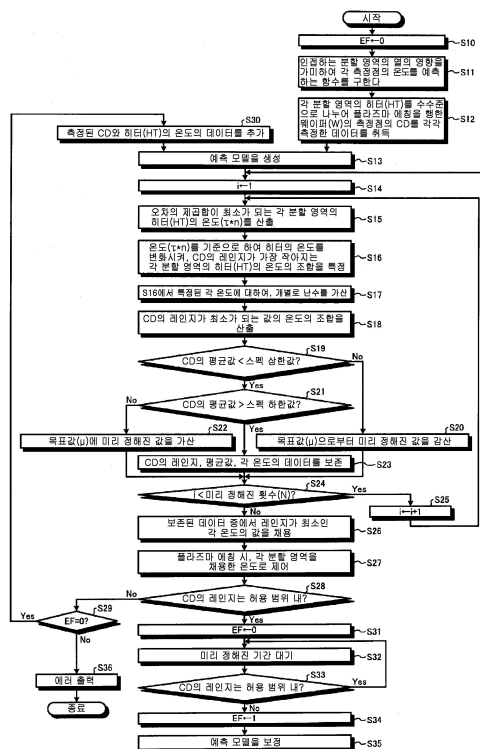 시작
EF←0
S10
인접하는 분할 영역의 열의 영향을
가미하여 각 측정점의 온도를 예측
하는 함수를 구한다
S11
각 분할 영역의 히터(HT)를 수수준
으로 나누어 플라즈마 에칭을 행한
웨이퍼(W)의 측정점의 CD를 각각
측정한 데이터를 취득
S12
S30
측정된 CD와 히터(HT)의 온도의 데이터를 추가
예측 모델을 생성
S13
i←1
S14
오차의 제곱합이 최소가 되는 각 분할 영역의
히터(HT)의 온도(τ*n)를 산출
S15
온도(τ*n)를 기준으로 하여 히터의 온도를
변화시켜, CD의 레인지가 가장 작아지는
각 분할 영역의 히터(HT)의 온도의 조합을 특정
S16
S16에서 특정된 각 온도에 대하여, 개별로 난수를 가산
S17
CD의 레인지가 최소가 되는 값의 온도의 조합을
산출
S18
S19
CD의 평균값<스펙 상한값?
No
Yes
S21
CD의 평균값>스펙 하한값?
No
Yes
S22
목표값(μ)에 미리 정해진 값을 가산
S20
목표값(μ)으로부터 미리 정해진 값을 감산
CD의 레인지, 평균값, 각 온도의 데이터를 보존
S23
S24
i<미리 정해진 횟수(N)?
Yes
No
S25
i←i+1
보존된 데이터 중에서 레인지가 최소인
각 온도의 값을 채용
S26
플라즈마 에칭 시, 각 분할 영역을
채용한 온도로 제어
S27
S28
CD의 레인지는 허용 범위 내?
No
Yes
S29
EF=0?
Yes
No
EF←0
S31
미리 정해진 기간 대기
S32
S33
CD의 레인지는 허용 범위 내?
Yes
No
S36
에러 출력
종료
EF←1
S34
예측 모델을 보정
S35